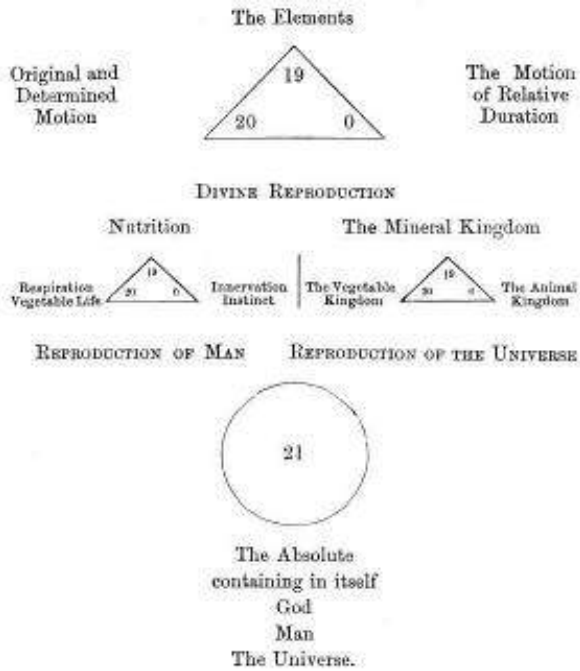 The Elements
Original and
Determined
Motion
19
20 0
The Motion
of Relative
Duration
DIVINE REPRODUCTION
Nutrition
Respiration
Vegetable Life
19
20 0
Innervation
Instinct
The Mineral Kingdom
The Vegetable
Kingdom
19
20 0
The Animal
Kingdom
REPRODUCTION OF MAN
REPRODUCTION OF THE UNIVERSE
21
The Absolute
containing in itself
God
Man
The Universe.